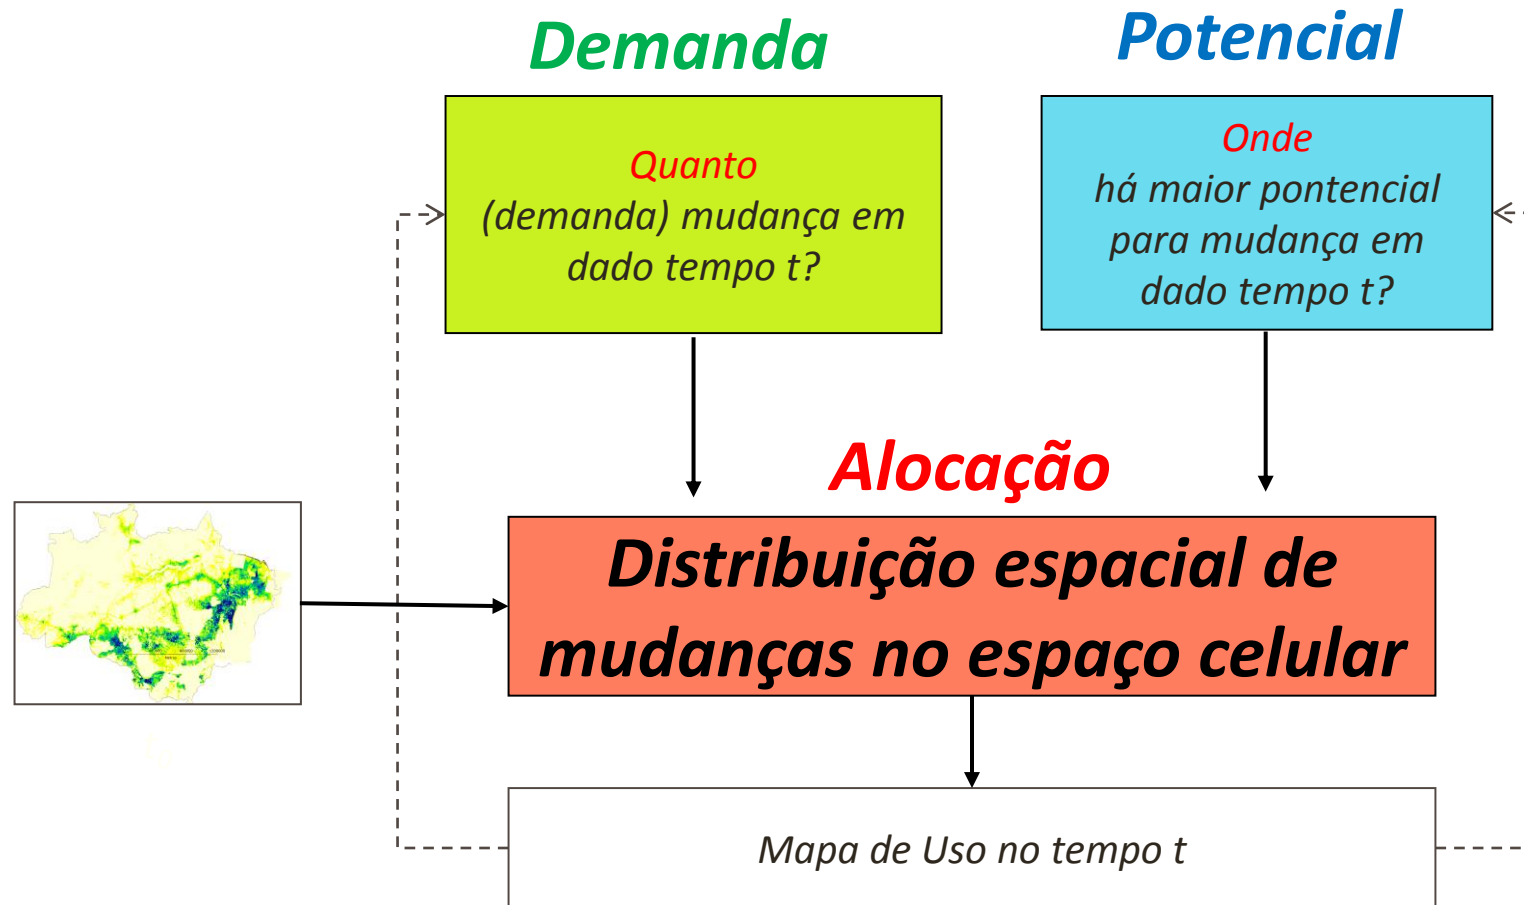 Demanda
Quanto
(demanda) mudança em
dado tempo t?
Potencial
Onde
há maior pontencial
para mudança em
dado tempo t?
Alocação
Distribuição espacial de
mudanças no espaço celular
Mapa de Uso no tempo t